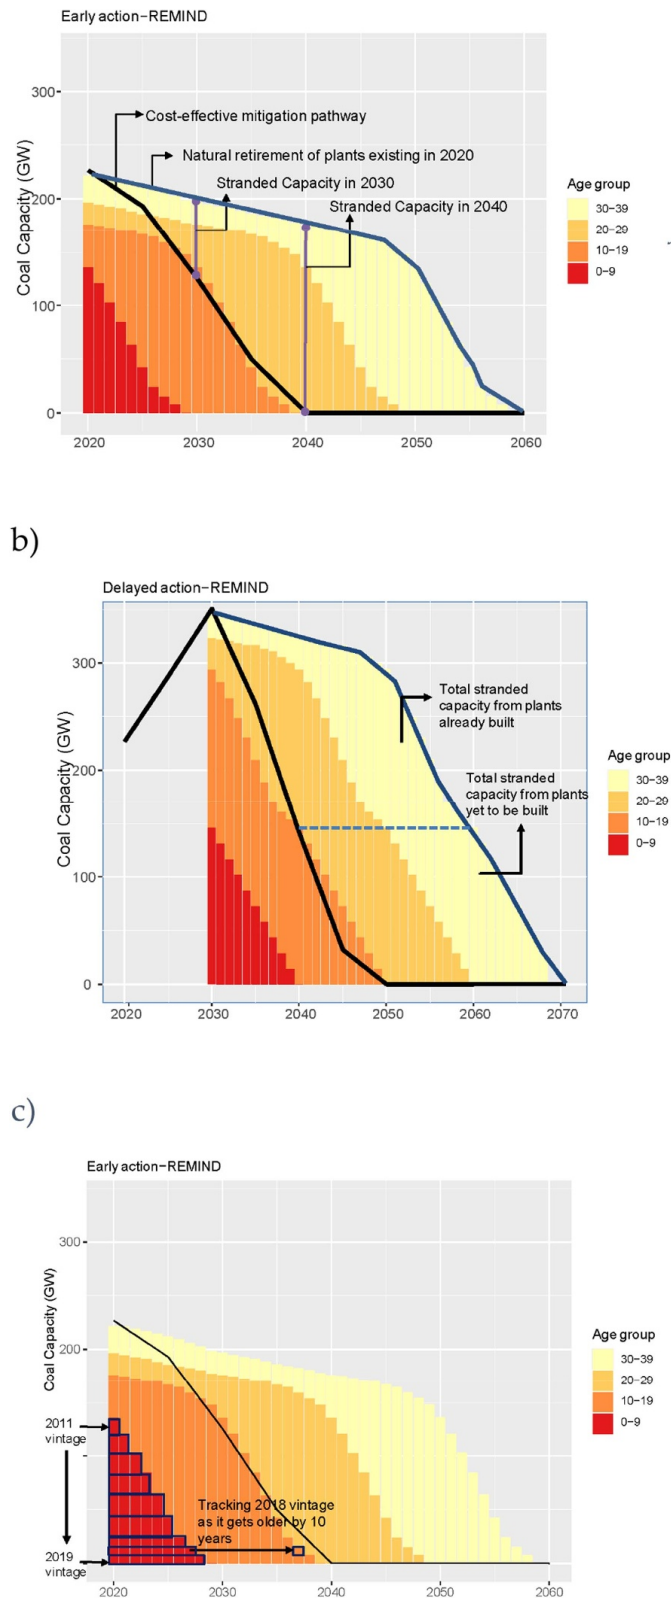 Early action−REMIND
Coal Capacity (GW)
300
200
100
0
Cost-effective mitigation pathway
Natural retirement of plants existing in 2020
Stranded Capacity in 2030
Stranded Capacity in 2040
2020 2030 2040 2050 2060
Age group
30−39
20−29
10−19
0−9
b)
Delayed action−REMIND
Coal Capacity (GW)
300
200
100
0
Total stranded
capacity from plants
already built
Total stranded
capacity from plants
yet to be built
2020 2030 2040 2050 2060 2070
Age group
30−39
20−29
10−19
0−9
c)
Early action−REMIND
Coal Capacity (GW)
300
200
2011
vintage
2019
vintage
Tracking 2018 vintage
as it gets older by 10
years
2020 2030 2040 2050 2060
Age group
30−39
20−29
10−19
0−9